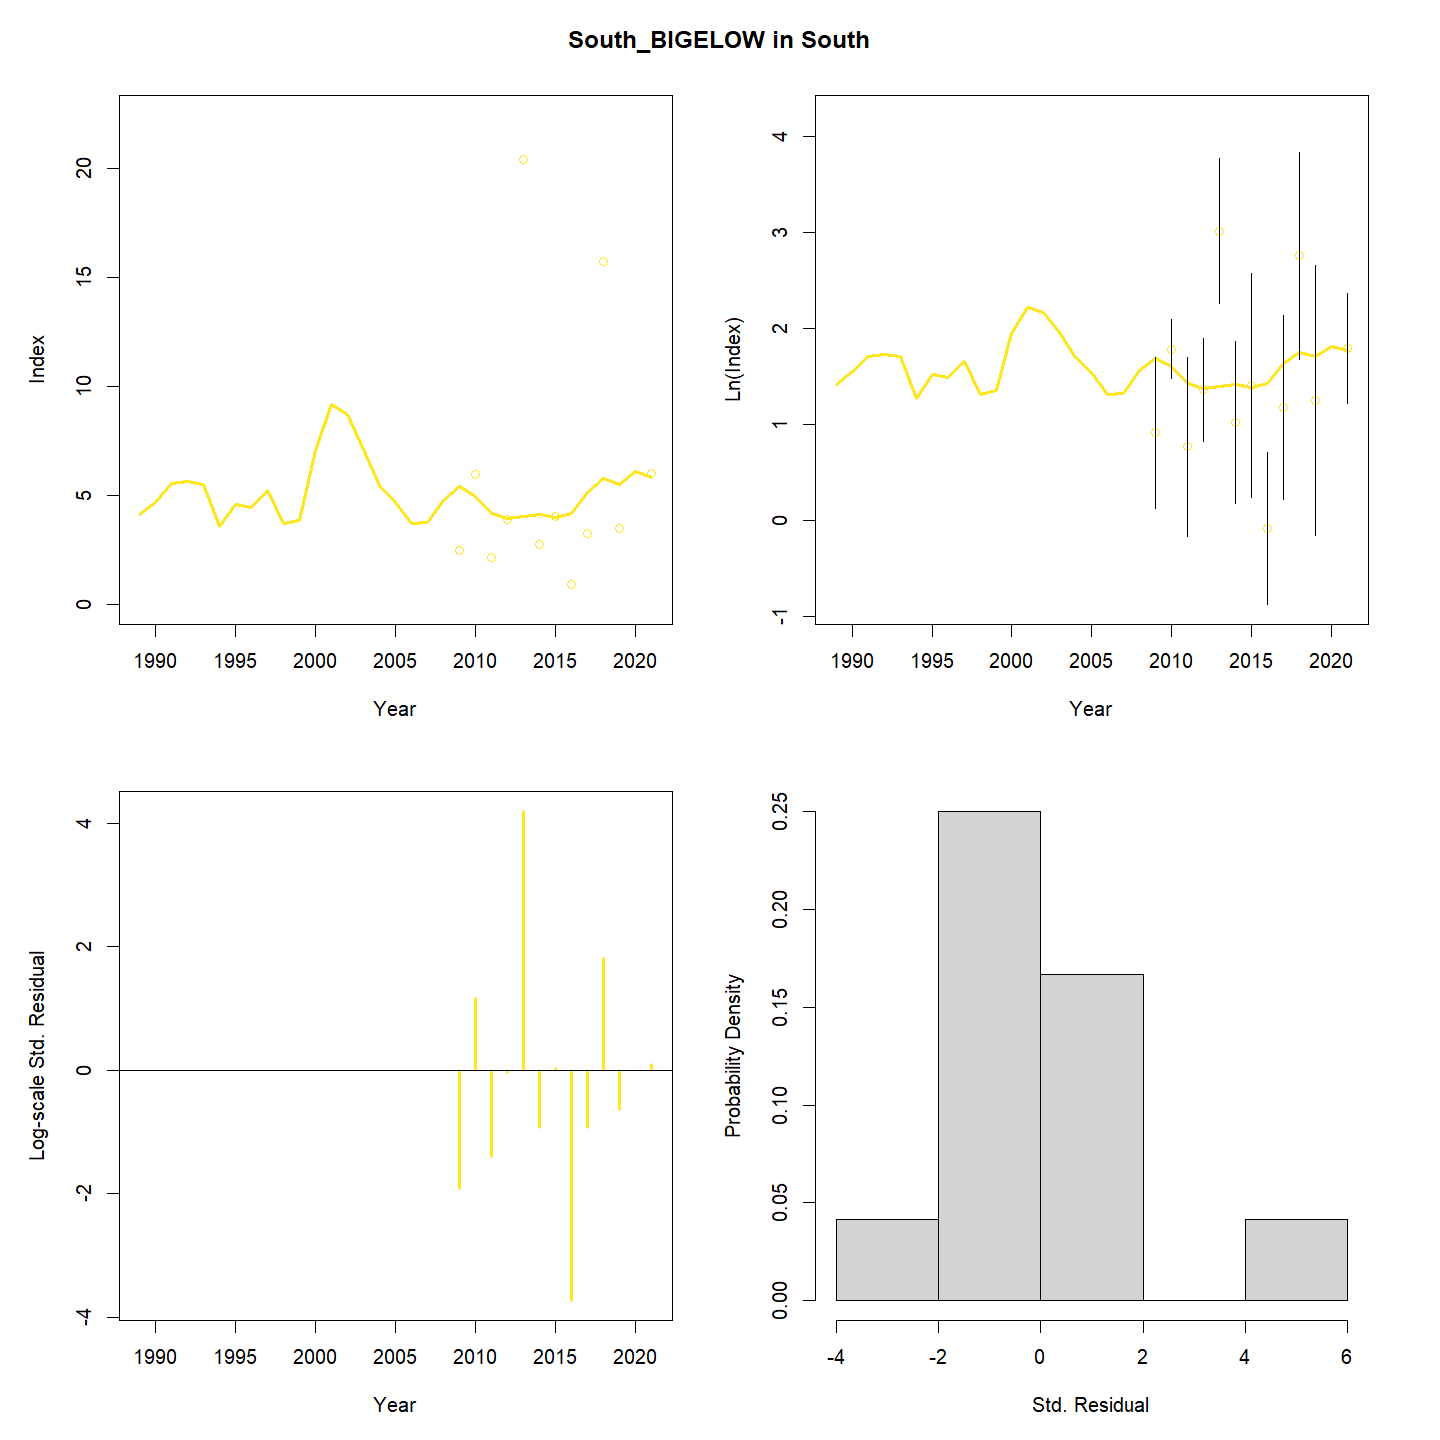 South_BIGELOW in South
Index
20
15
10
5
0
1990 1995 2000 2005 2010 2015 2020
Year
Ln(Index)
4
3
2
1
0
-1
1990 1995 2000 2005 2010 2015 2020
Year
Log-scale Std. Residual
4
2
0
-2
-4
1990 1995 2000 2005 2010 2015 2020
Year
Probability Density
0.25
0.20
0.15
0.10
0.05
0.00
-4 -2 0 2 4 6
Std. Residual